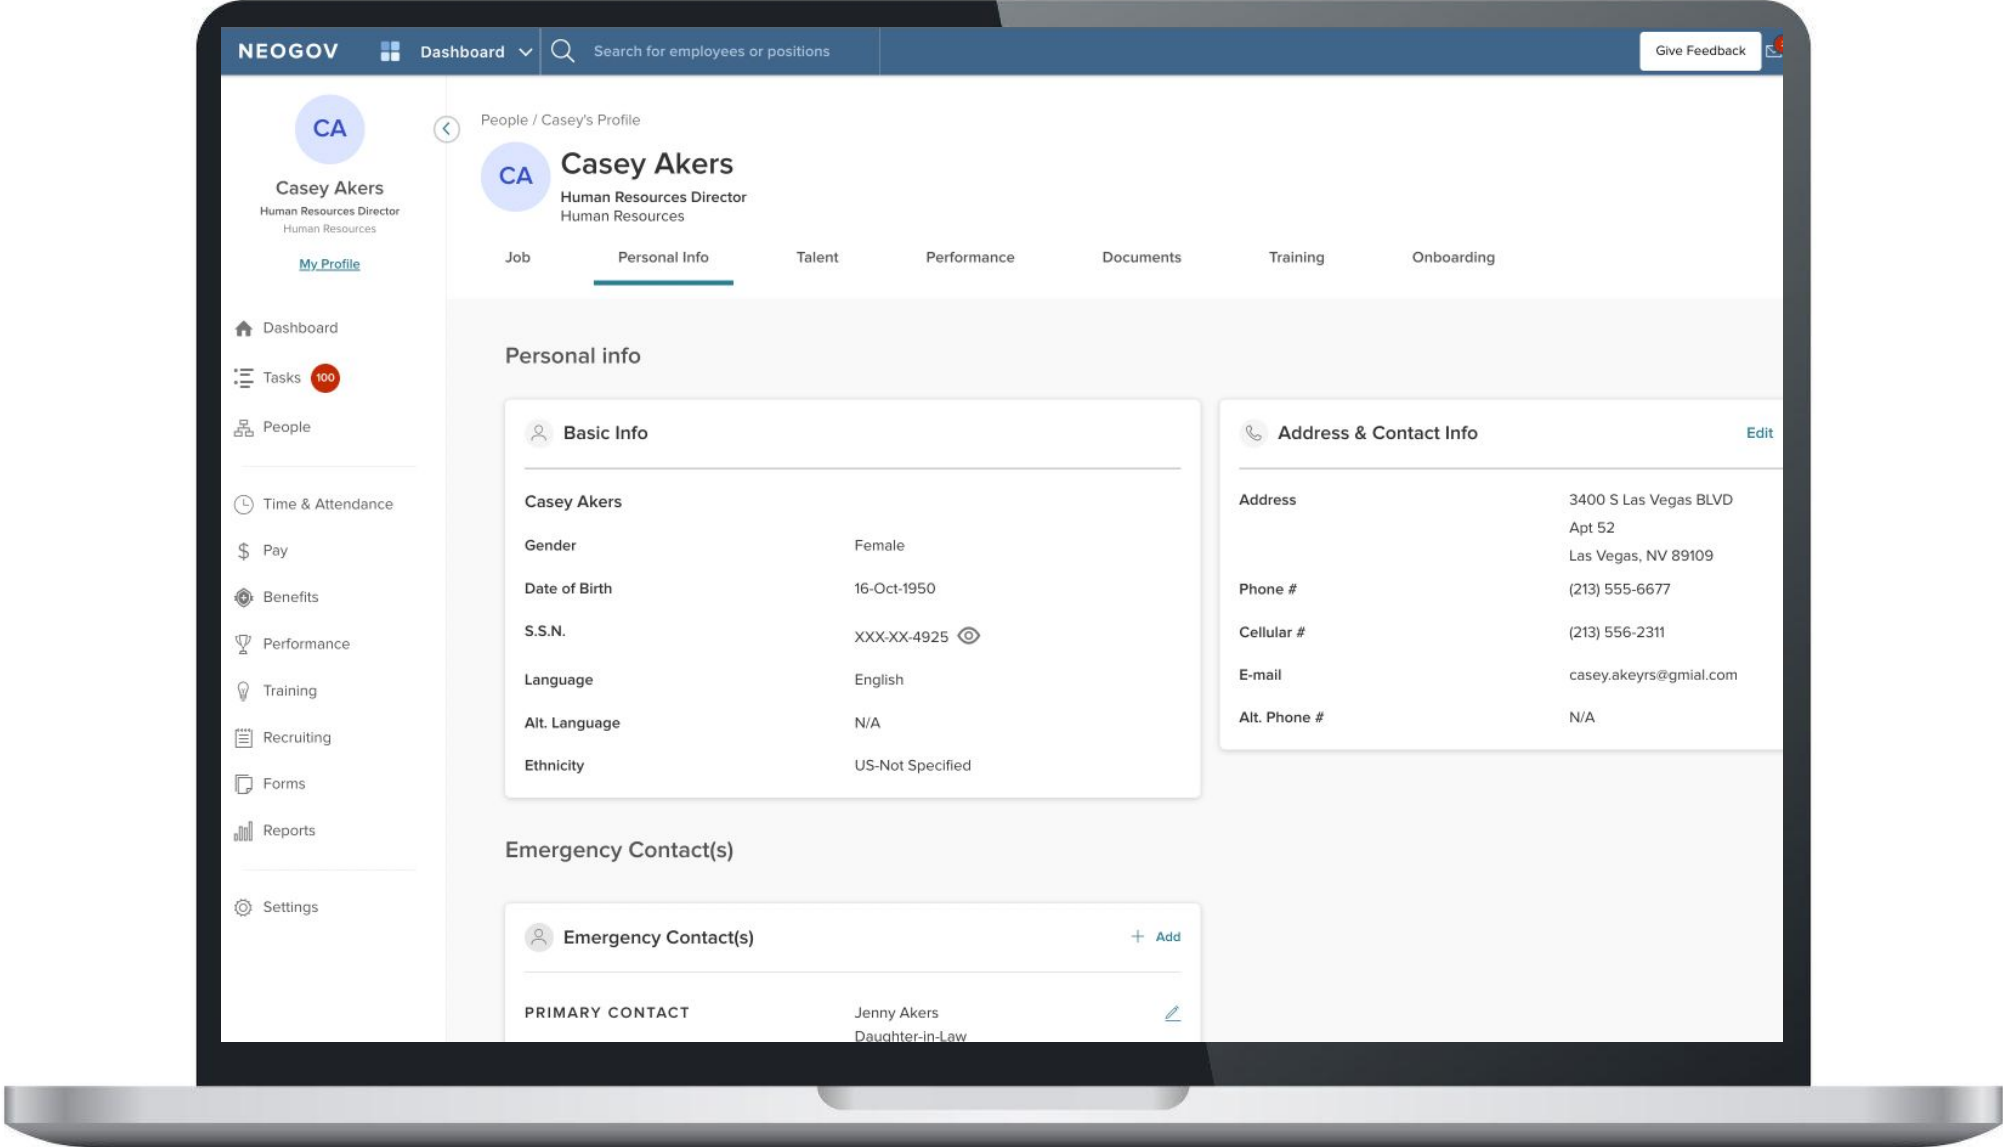 NEOGOV
Dashboard
Search for employees or positions
Give Feedback
CA
Casey Akers
Human Resources Director
Human Resources
My Profile
Dashboard
Tasks 100
People
Time & Attendance
Pay
Benefits
Performance
Training
Recruiting
Forms
Reports
Settings
People / Casey's Profile
CA
Casey Akers
Human Resources Director
Human Resources
Job Personal Info Talent Performance Documents Training Onboarding
Personal info
Basic Info
Casey Akers
Gender Female
Date of Birth 16-Oct-1950
S.S.N. XXX-XX-4925
Language English
Alt. Language N/A
Ethnicity US-Not Specified
Address & Contact Info Edit
Address 3400 S Las Vegas BLVD
Apt 52
Las Vegas, NV 89109
Phone # (213) 555-6677
Cellular # (213) 556-2311
E-mail casey.akeyrs@gmial.com
Alt. Phone # N/A
Emergency Contact(s)
Emergency Contact(s) + Add
PRIMARY CONTACT Jenny Akers
Daughter-in-Law